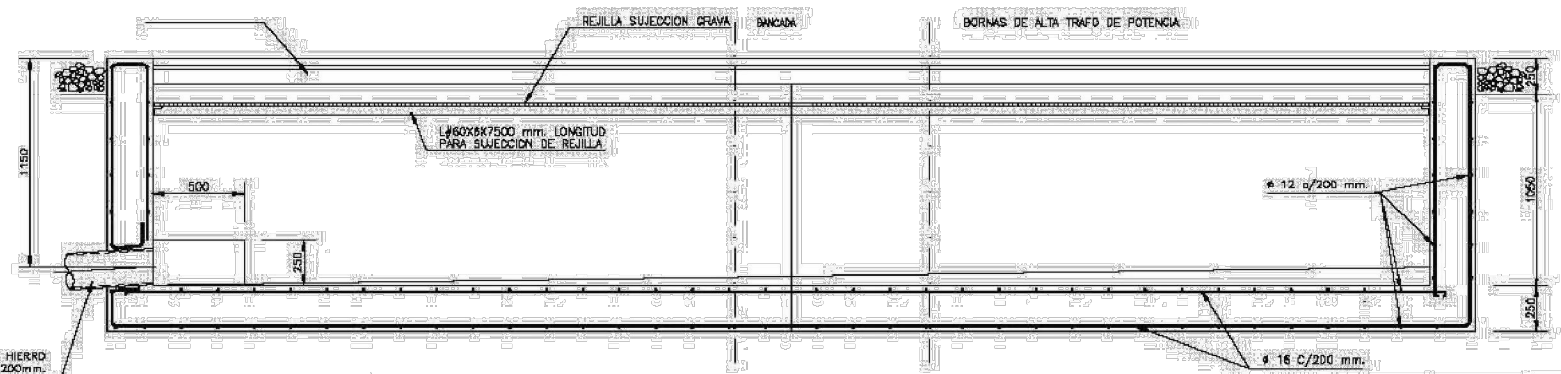 REJILLA SUJECCION GRAVA
BANCADA
BORNAS DE ALTA TRAFO DE POTENCIA
250
L#60X6X7500 mm. LONGITUD
PARA SUJECCION DE REJILLA
1150
500
ø 12 a/200 mm.
1050
250
250
HIERRO
200mm.
ø 16 C/200 mm.